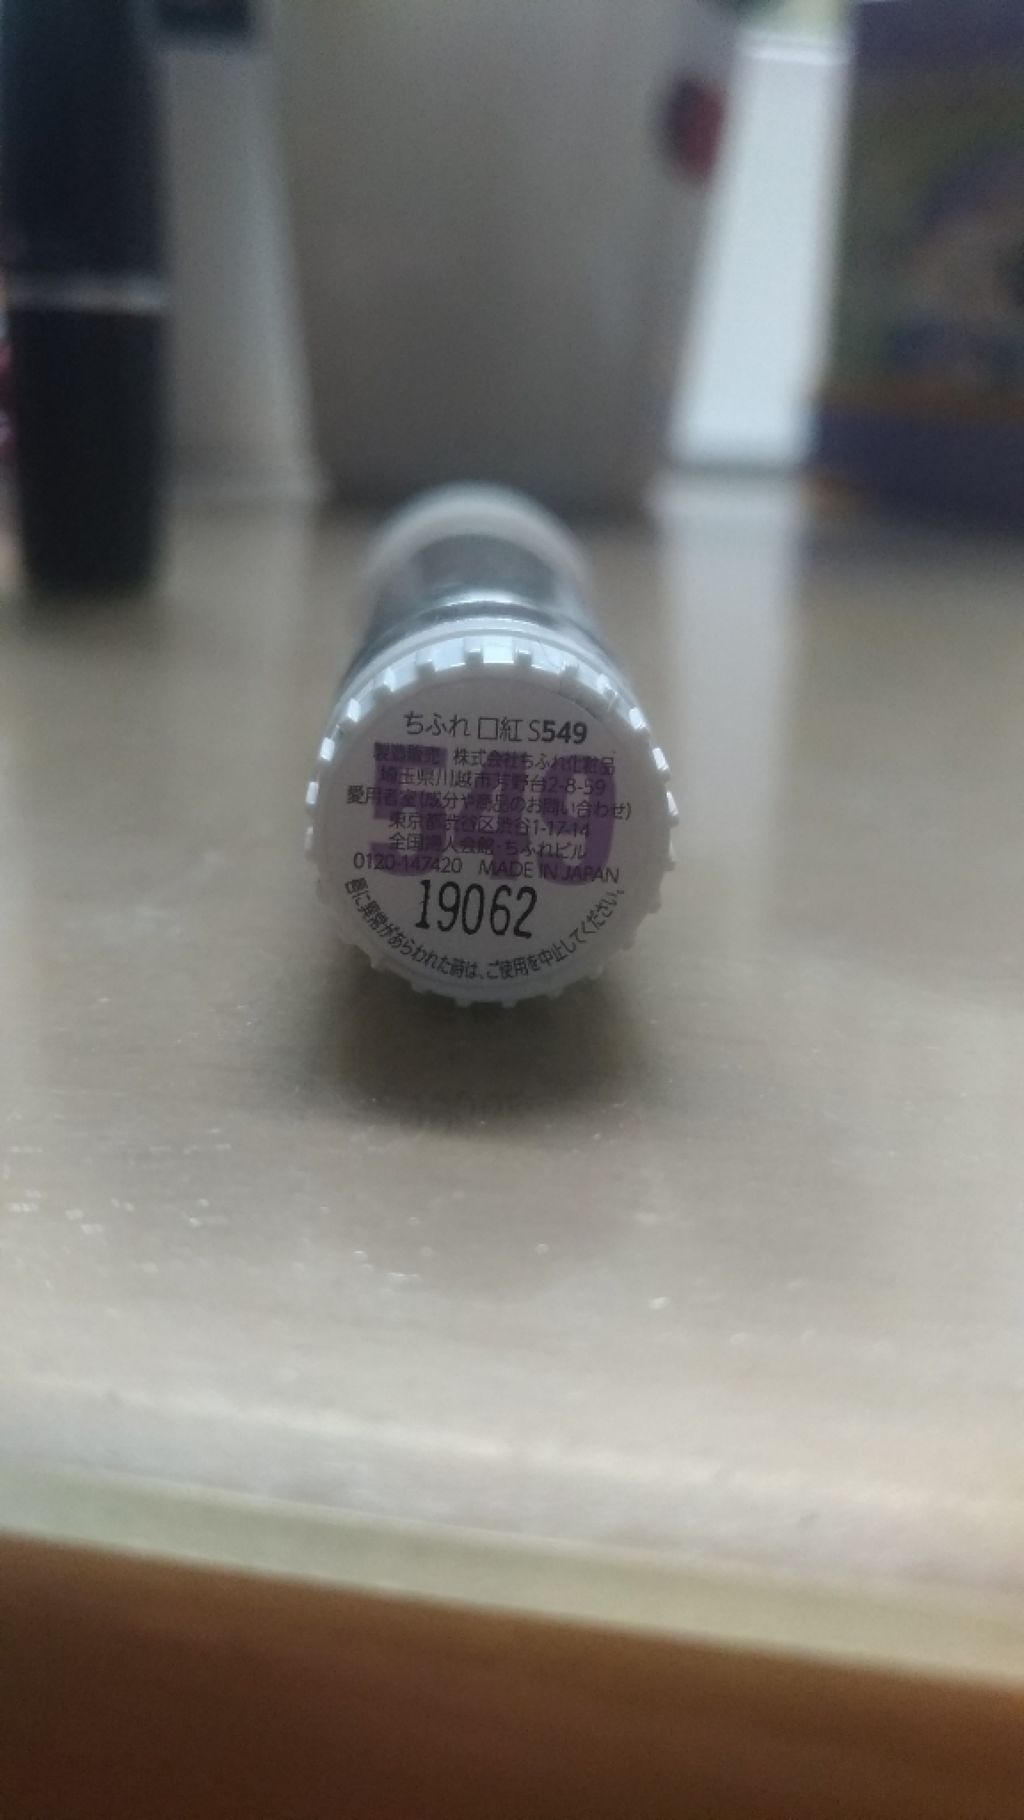 ちふれ 口紅 S549
549
製造販売 株式会社ちふれ化粧品
埼玉県川越市芳野台2-8-59
愛用者室(成分や商品のお問い合わせ)
東京都渋谷区渋谷1-17-14
全国婦人会館・ちふれビル
0120-147420 MADE IN JAPAN
19062
唇に異常があらわれた時は、ご使用を中止してください。